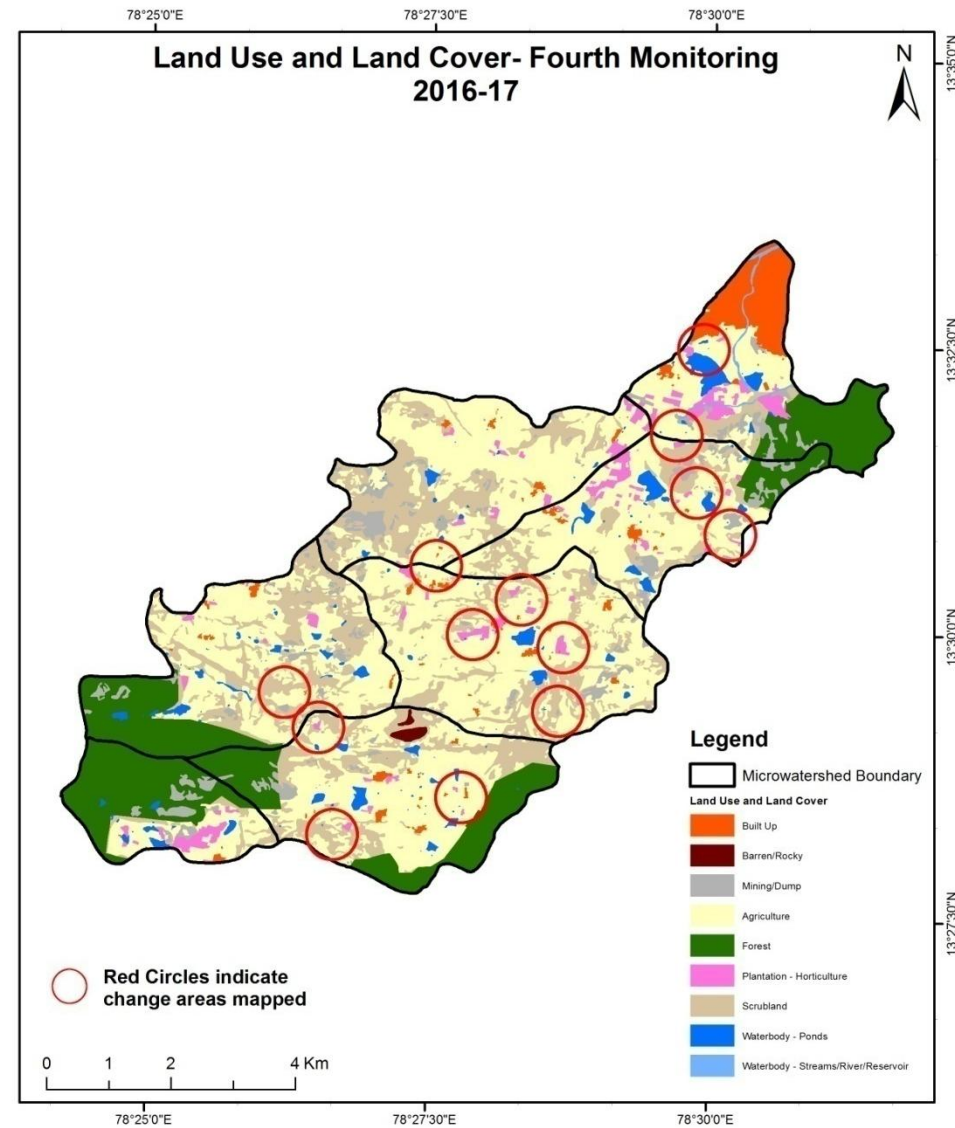 78°25'0"E 78°27'30"E 78°30'0"E
Land Use and Land Cover- Fourth Monitoring
2016-17
N
13°35'0"N
13°35'0"N
13°32'30"N
13°30'0"N
13°27'30"N
Legend
Microwatershed Boundary
Land Use and Land Cover
Built Up
Barren/Rocky
Mining/Dump
Agriculture
Forest
Plantation - Horticulture
Scrubland
Waterbody - Ponds
Waterbody - Streams/River/Reservoir
Red Circles indicate
change areas mapped
0 1 2 4 Km
78°25'0"E 78°27'30"E 78°30'0"E